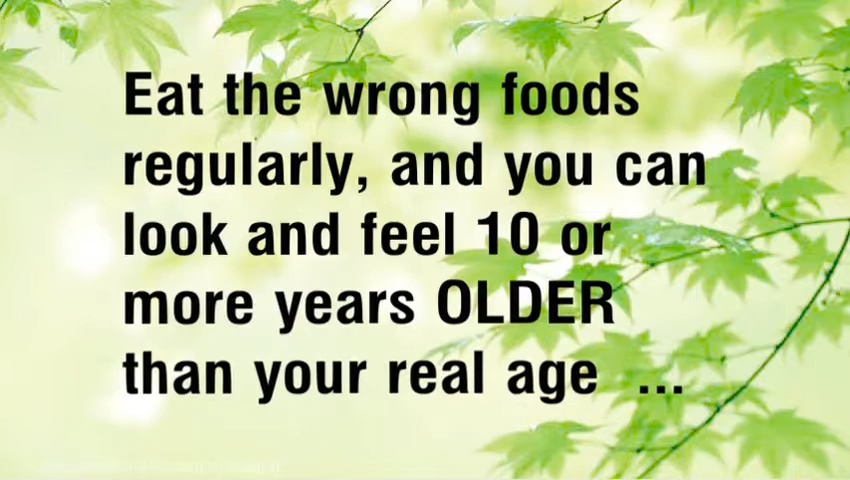 Eat the wrong foods
regularly, and you can
look and feel 10 or
more years OLDER
than your real age ...